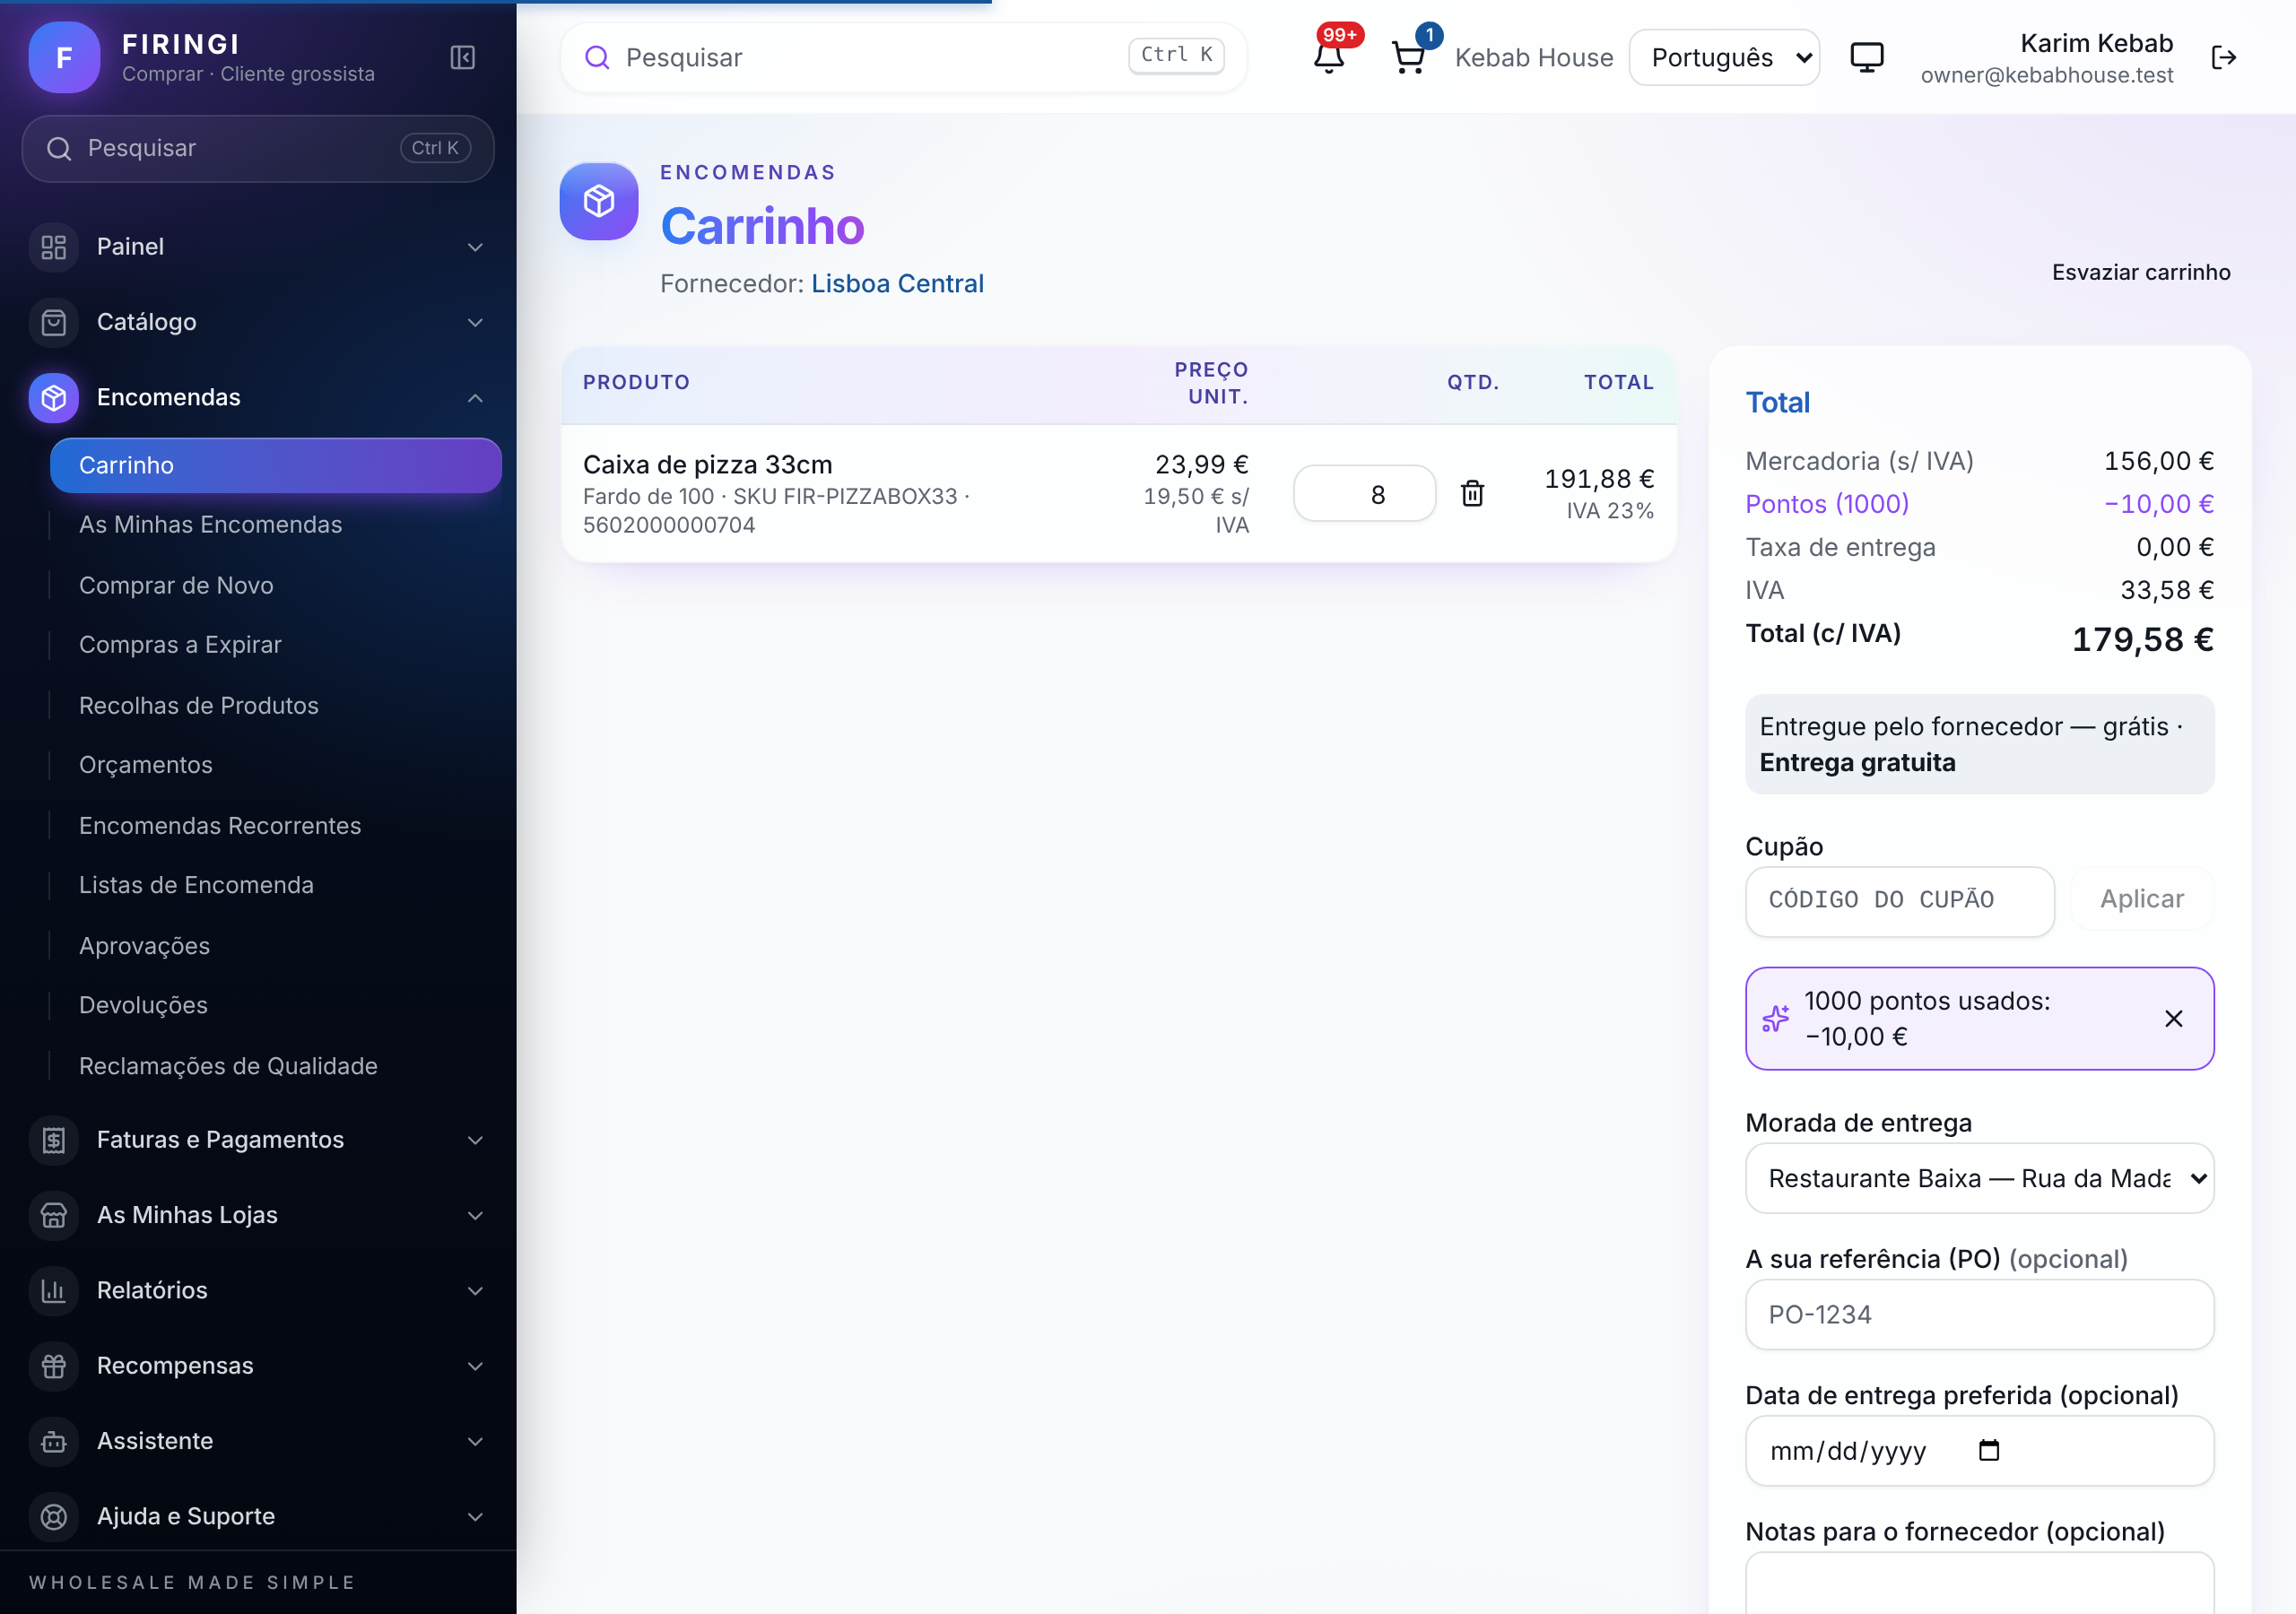 F
FIRINGI
Comprar · Cliente grossista
Pesquisar
Ctrl K
Painel
Catálogo
Encomendas
Carrinho
As Minhas Encomendas
Comprar de Novo
Compras a Expirar
Recolhas de Produtos
Orçamentos
Encomendas Recorrentes
Listas de Encomenda
Aprovações
Devoluções
Reclamações de Qualidade
Faturas e Pagamentos
As Minhas Lojas
Relatórios
Recompensas
Assistente
Ajuda e Suporte
WHOLESALE MADE SIMPLE
Pesquisar
Ctrl K
99+
1
Kebab House
Português
Karim Kebab
owner@kebabhouse.test
ENCOMENDAS
Carrinho
Fornecedor: Lisboa Central
Esvaziar carrinho
PRODUTO
PREÇO
UNIT.
QTD.
TOTAL
Caixa de pizza 33cm
Fardo de 100 · SKU FIR-PIZZABOX33 ·
5602000000704
23,99 €
19,50 € s/
IVA
8
191,88 €
IVA 23%
Total
Mercadoria (s/ IVA) 156,00 €
Pontos (1000) −10,00 €
Taxa de entrega 0,00 €
IVA 33,58 €
Total (c/ IVA) 179,58 €
Entregue pelo fornecedor — grátis ·
Entrega gratuita
Cupão
CÓDIGO DO CUPÃO
Aplicar
1000 pontos usados:
−10,00 €
Morada de entrega
Restaurante Baixa — Rua da Mada
A sua referência (PO) (opcional)
PO-1234
Data de entrega preferida (opcional)
mm/dd/yyyy
Notas para o fornecedor (opcional)